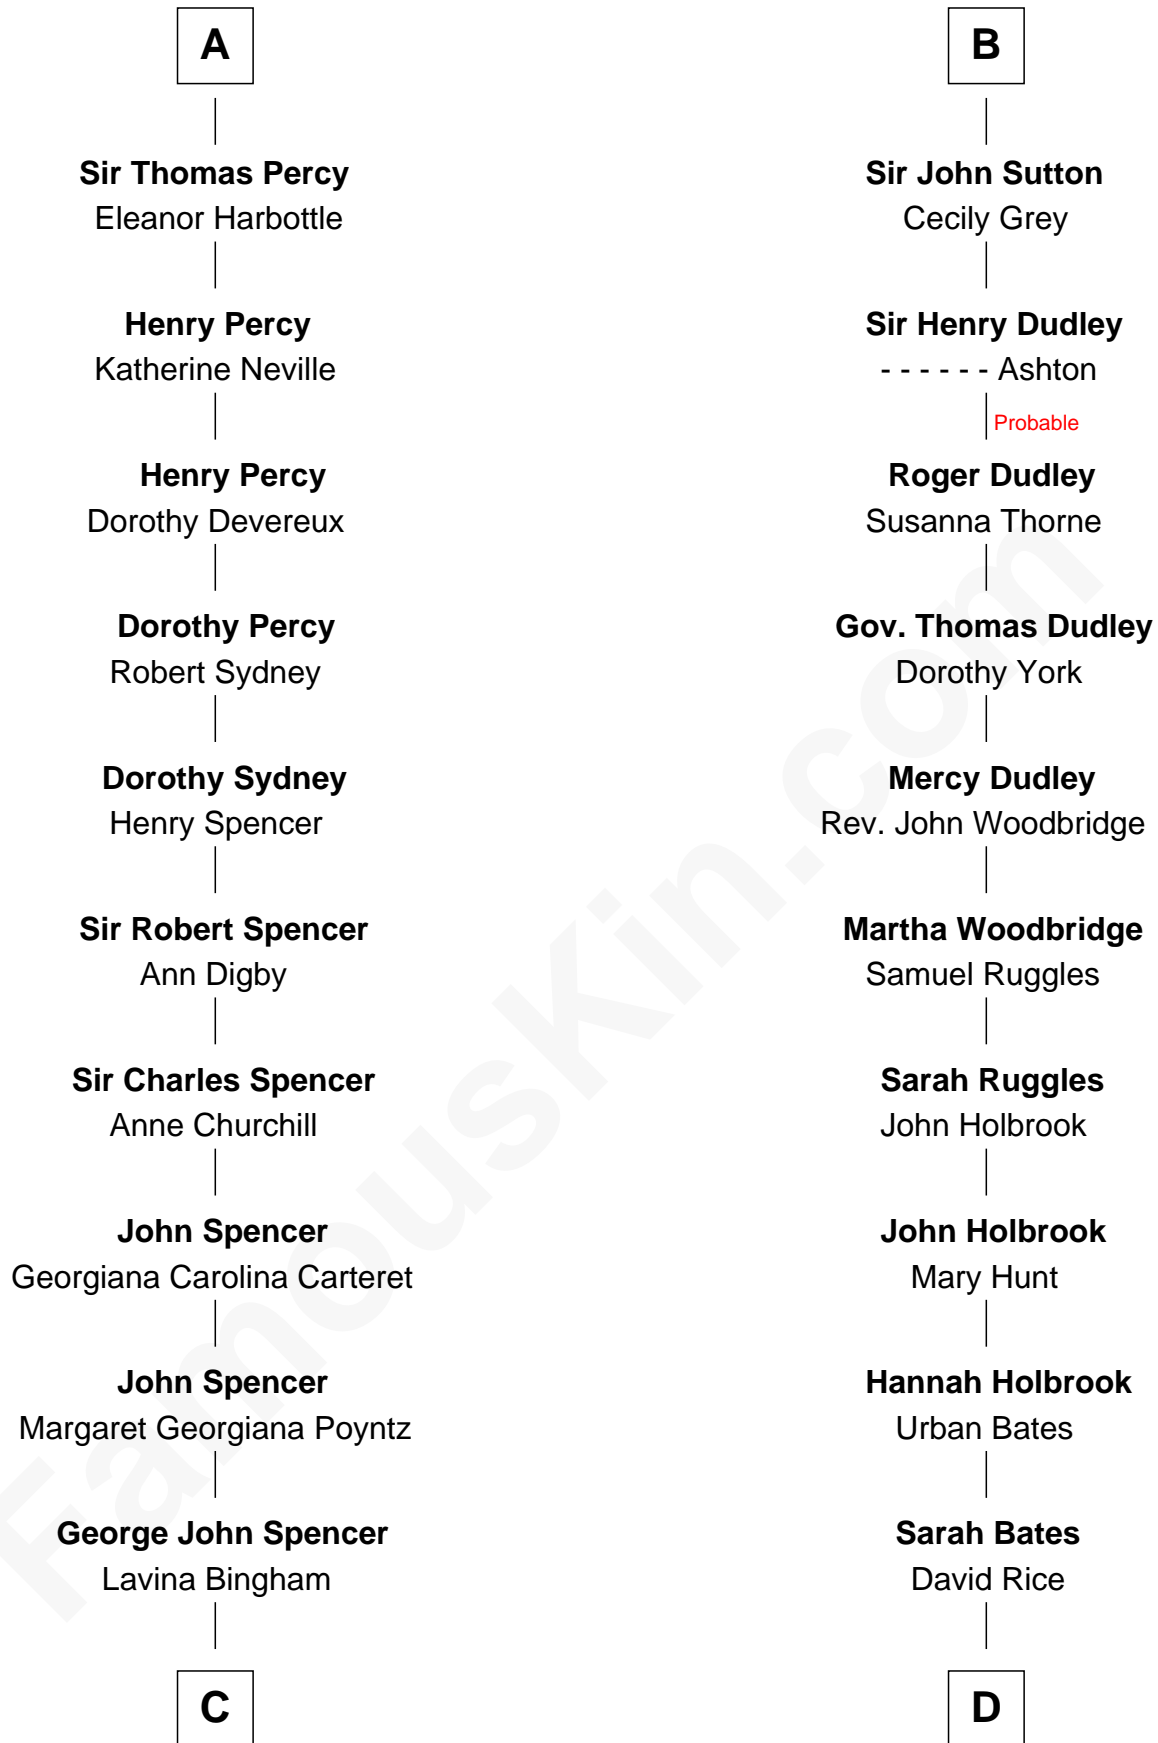 A
Sir Thomas Percy
Eleanor Harbottle
Henry Percy
Katherine Neville
Henry Percy
Dorothy Devereux
Dorothy Percy
Robert Sydney
Dorothy Sydney
Henry Spencer
Sir Robert Spencer
Ann Digby
Sir Charles Spencer
Anne Churchill
John Spencer
Georgiana Carolina Carteret
John Spencer
Margaret Georgiana Poyntz
George John Spencer
Lavina Bingham
C
B
Sir John Sutton
Cecily Grey
Sir Henry Dudley
- - - - - - Ashton
Probable
Roger Dudley
Susanna Thorne
Gov. Thomas Dudley
Dorothy York
Mercy Dudley
Rev. John Woodbridge
Martha Woodbridge
Samuel Ruggles
Sarah Ruggles
John Holbrook
John Holbrook
Mary Hunt
Hannah Holbrook
Urban Bates
Sarah Bates
David Rice
D
FamousKin.com